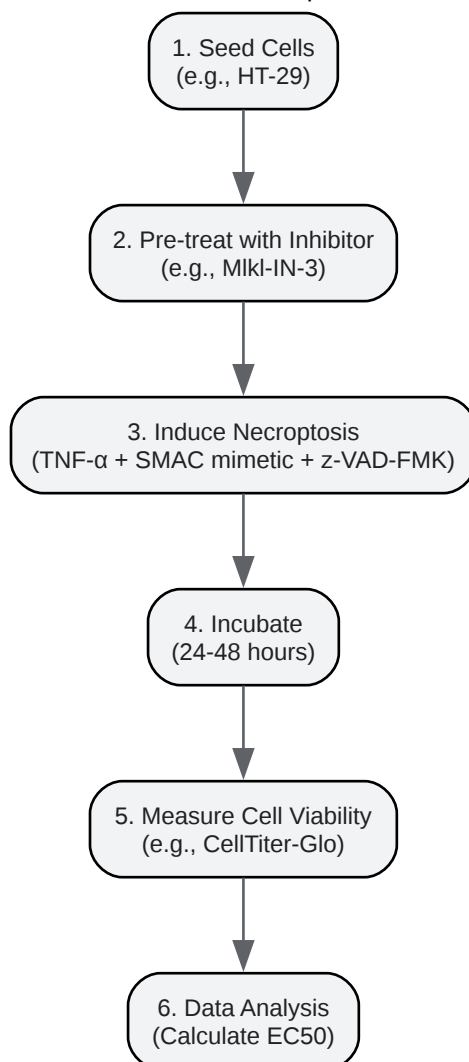 1. Seed Cells
(e.g., HT-29)
2. Pre-treat with Inhibitor
(e.g., Mlkl-IN-3)
3. Induce Necroptosis
(TNF-α + SMAC mimetic + z-VAD-FMK)
4. Incubate
(24-48 hours)
5. Measure Cell Viability
(e.g., CellTiter-Glo)
6. Data Analysis
(Calculate EC50)